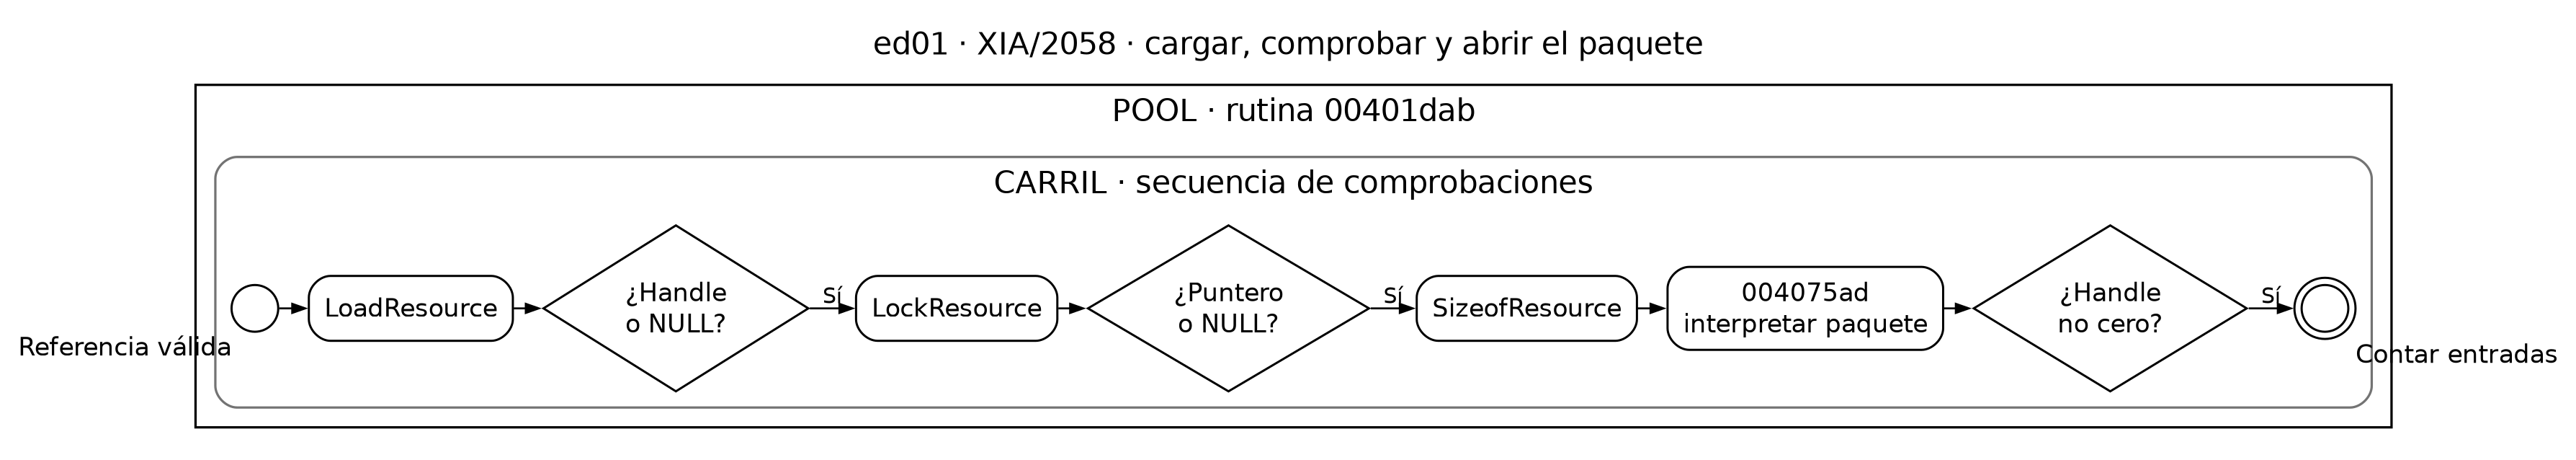 ed01 · XIA/2058 · cargar, comprobar y abrir el paquete
POOL · rutina 00401dab
CARRIL · secuencia de comprobaciones
Referencia válida
LoadResource
¿Handle
o NULL?
Sí
LockResource
¿Puntero
o NULL?
Sí
SizeofResource
004075ad
interpretar paquete
¿Handle
no cero?
Sí
Contar entradas